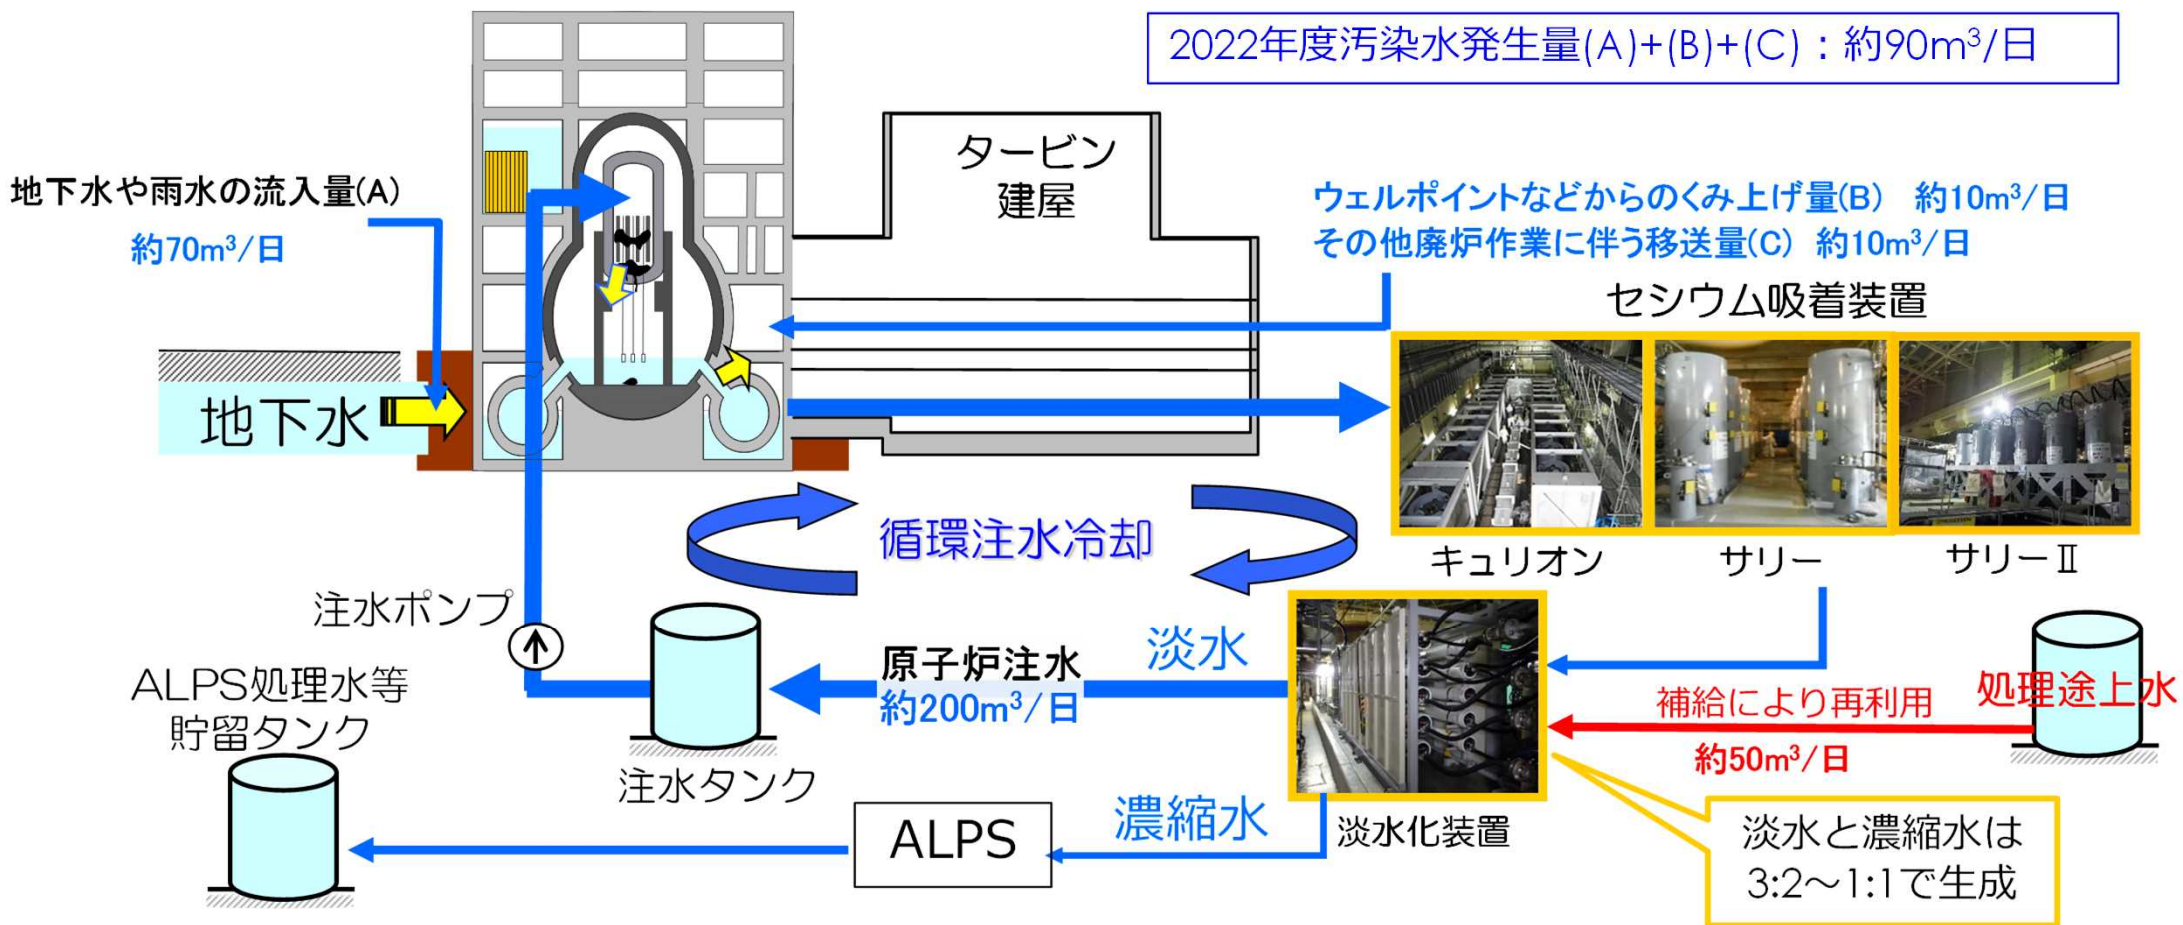 2022年度汚染水発生量(A)+(B)+(C)：約90m³/日
タービン
建屋
地下水や雨水の流入量(A)
約70m³/日
ウェルポイントなどからのくみ上げ量(B)　約10m³/日
その他廃炉作業に伴う移送量(C)　約10m³/日
セシウム吸着装置
地下水
循環注水冷却
キュリオン
サリー
サリーⅡ
注水ポンプ
淡水
原子炉注水
約200m³/日
処理途上水
補給により再利用
約50m³/日
ALPS処理水等
貯留タンク
注水タンク
濃縮水
ALPS
淡水化装置
淡水と濃縮水は
3:2～1:1で生成